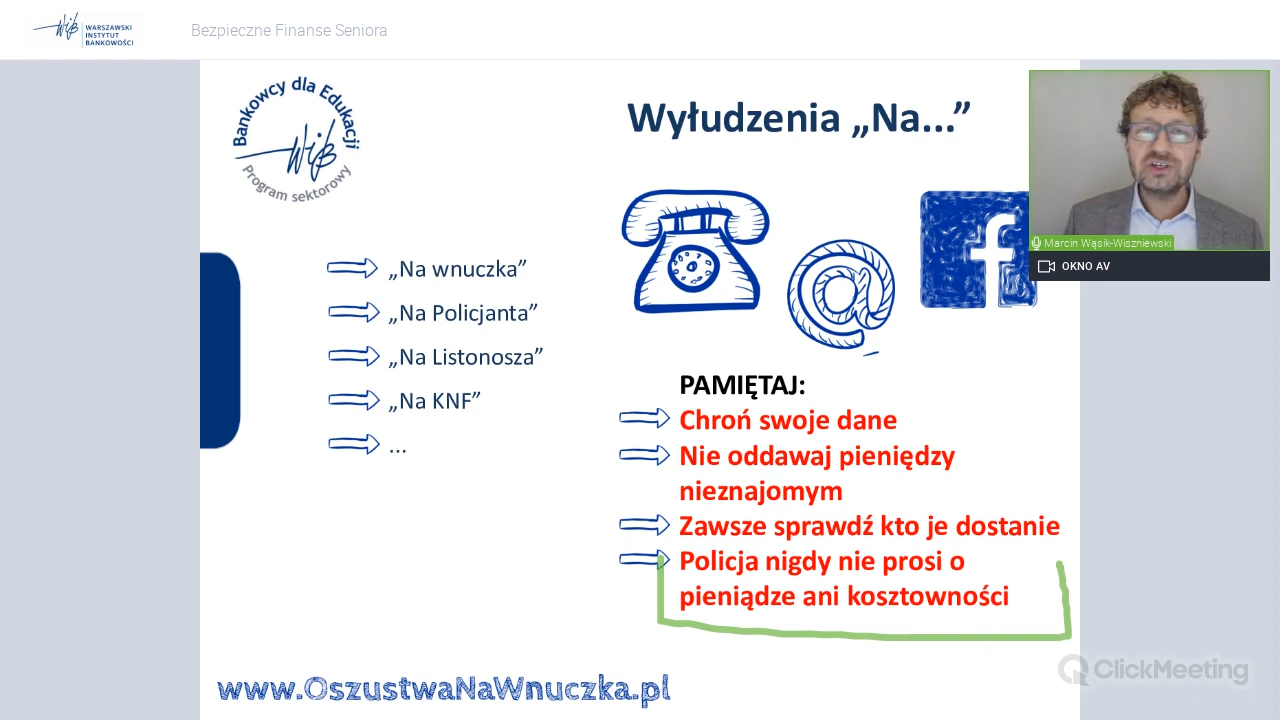 WARSZAWSKI
INSTYTUT
BANKOWOŚCI
Bezpieczne Finanse Seniora
Bankowcy dla Edukacji
WiB
Program sektorowy
Wyłudzenia „Na...”
„Na wnuczka”
„Na Policjanta”
„Na Listonosza”
„Na KNF”
...
PAMIĘTAJ:
Chroń swoje dane
Nie oddawaj pieniędzy
nieznajomym
Zawsze sprawdź kto je dostanie
Policja nigdy nie prosi o
pieniądze ani kosztowności
www.OszustwaNaWnuczka.pl
Marcin Wąsik-Wiszniewski
OKNO AV
ClickMeeting